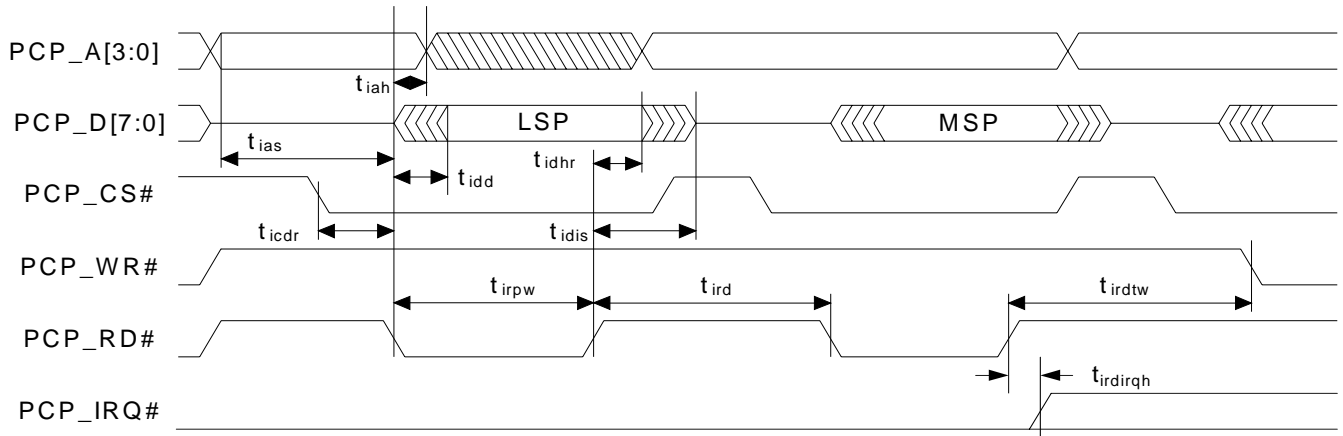 PCP_A[3:0]
t iah
PCP_D[7:0]
LSP
MSP
t ias
t idd
t idhr
PCP_CS#
t icdr
t idis
PCP_WR#
t irpw
t ird
t irdtw
PCP_RD#
t irdirqh
PCP_IRQ#